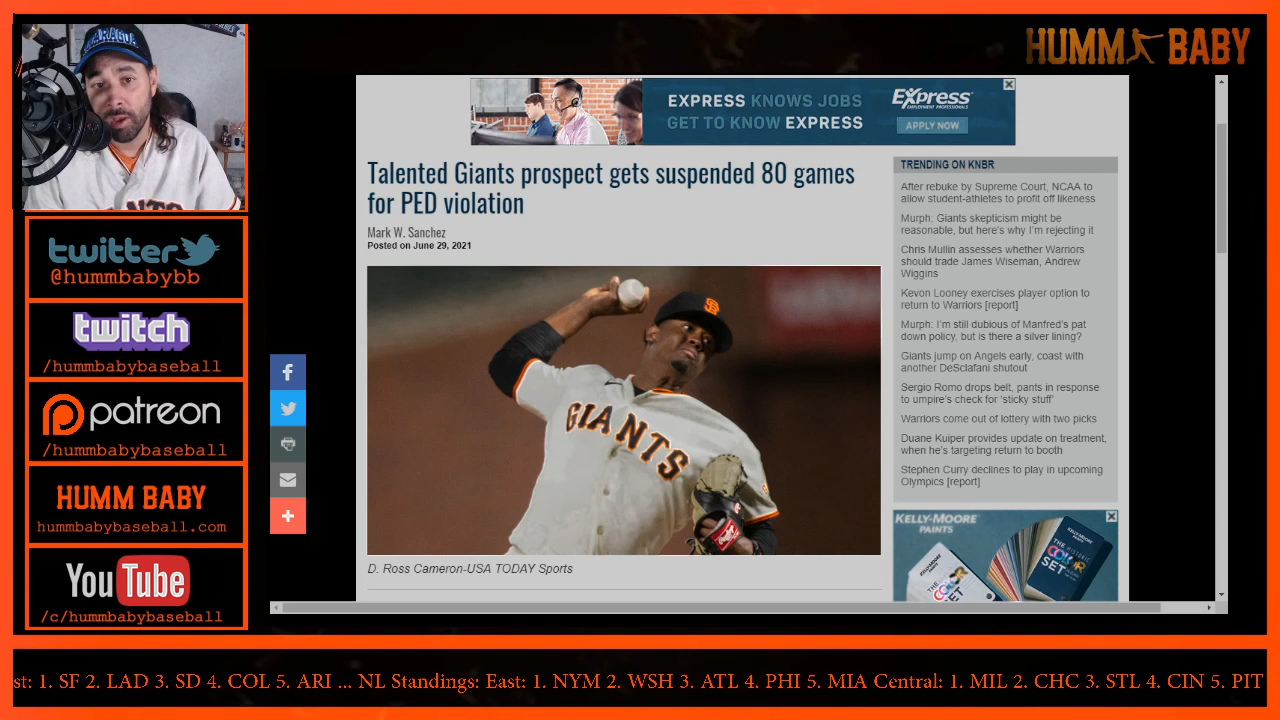 HUMM BABY
EXPRESS KNOWS JOBS
GET TO KNOW EXPRESS
Express
EMPLOYMENT PROFESSIONALS
APPLY NOW
Talented Giants prospect gets suspended 80 games
for PED violation
Mark W. Sanchez
Posted on June 29, 2021
GIANTS
D. Ross Cameron-USA TODAY Sports
TRENDING ON KNBR
After rebuke by Supreme Court, NCAA to
allow student-athletes to profit off likeness
Murph: Giants skepticism might be
reasonable, but here's why I'm rejecting it
Chris Mullin assesses whether Warriors
should trade James Wiseman, Andrew
Wiggins
Kevon Looney exercises player option to
return to Warriors [report]
Murph: I'm still dubious of Manfred's pat
down policy, but is there a silver lining?
Giants jump on Angels early, coast with
another DeSclafani shutout
Sergio Romo drops belt, pants in response
to umpire's check for 'sticky stuff'
Warriors come out of lottery with two picks
Duane Kuiper provides update on treatment,
when he's targeting return to booth
Stephen Curry declines to play in upcoming
Olympics [report]
KELLY-MOORE
PAINTS
COLOR
SET
twitter
@hummbabybb
twitch
/hummbabybaseball
patreon
/hummbabybaseball
HUMM BABY
hummbabybaseball.com
YouTube
/c/hummbabybaseball
st: 1. SF 2. LAD 3. SD 4. COL 5. ARI ... NL Standings: East: 1. NYM 2. WSH 3. ATL 4. PHI 5. MIA Central: 1. MIL 2. CHC 3. STL 4. CIN 5. PIT